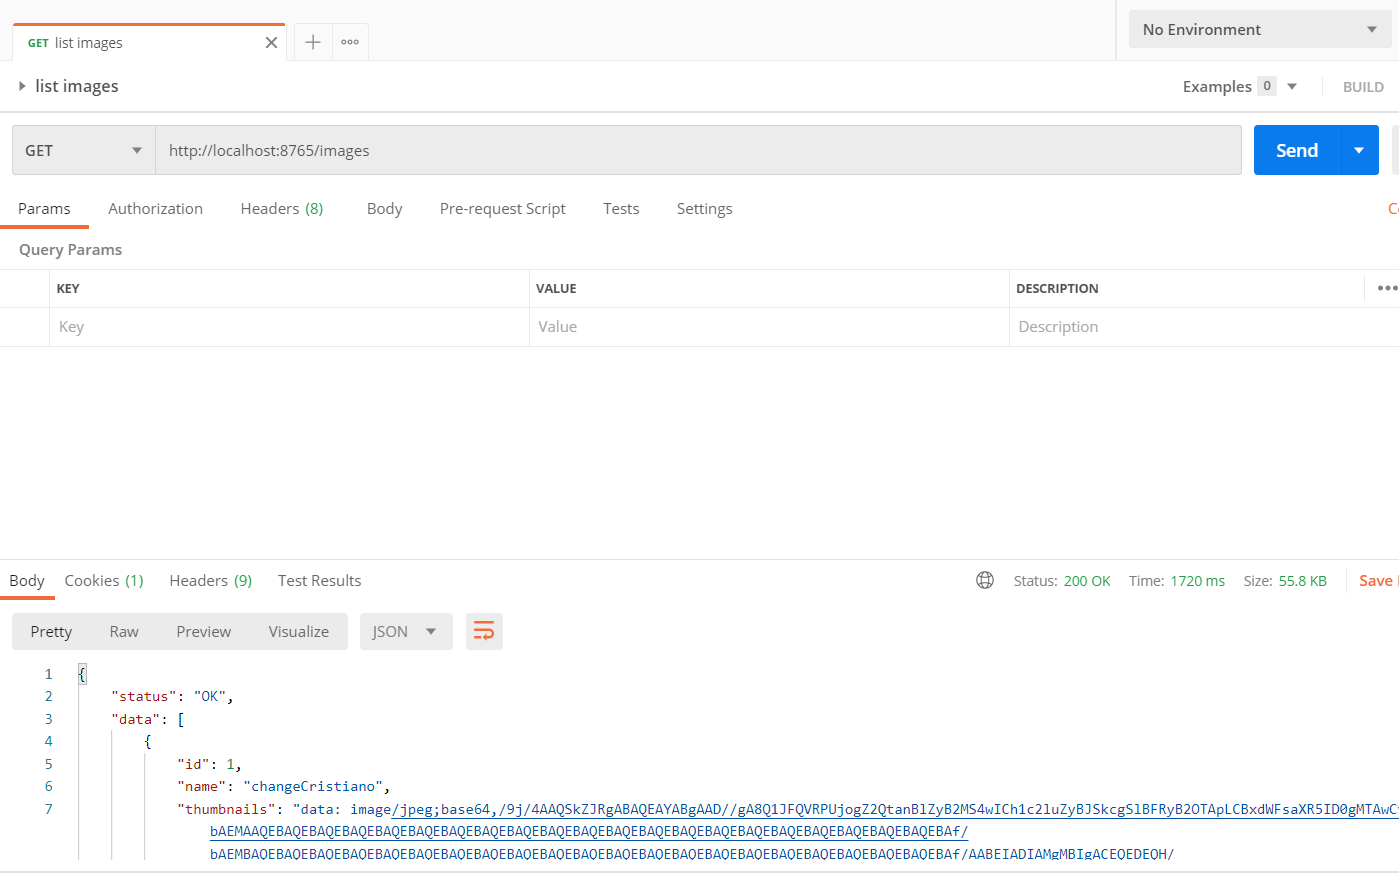 GET list images
No Environment
list images
Examples 0
BUILD
GET
http://localhost:8765/images
Send
Params Authorization Headers (8) Body Pre-request Script Tests Settings
Query Params
KEY VALUE DESCRIPTION
Key Value Description
Body Cookies (1) Headers (9) Test Results
Status: 200 OK Time: 1720 ms Size: 55.8 KB Save
Pretty Raw Preview Visualize JSON
1 {
2 "status": "OK",
3 "data": [
4 {
5 "id": 1,
6 "name": "changeCristiano",
7 "thumbnails": "data: image/jpeg;base64,/9j/4AAQSkZJRgABAQEAYABgAAD//gA8Q1JFQVRPUjogZ2QtanBlZyB2MS4wICh1c2luZyBJSkcgSlBFRyB2OTApLCBxdWFsaXR5ID0gMTAwC
bAEMAAQEBAQEBAQEBAQEBAQEBAQEBAQEBAQEBAQEBAQEBAQEBAQEBAQEBAQEBAQEBAQEBAQEBAQEBAQEBAQEBAQEBAf/
bAEMBAQEBAQEBAQEBAQEBAQEBAQEBAQEBAQEBAQEBAQEBAQEBAQEBAQEBAQEBAQEBAQEBAQEBAQEBAQEBAQEBAQEBAf/AABEIADIAMgMBIgACEQEDEQH/